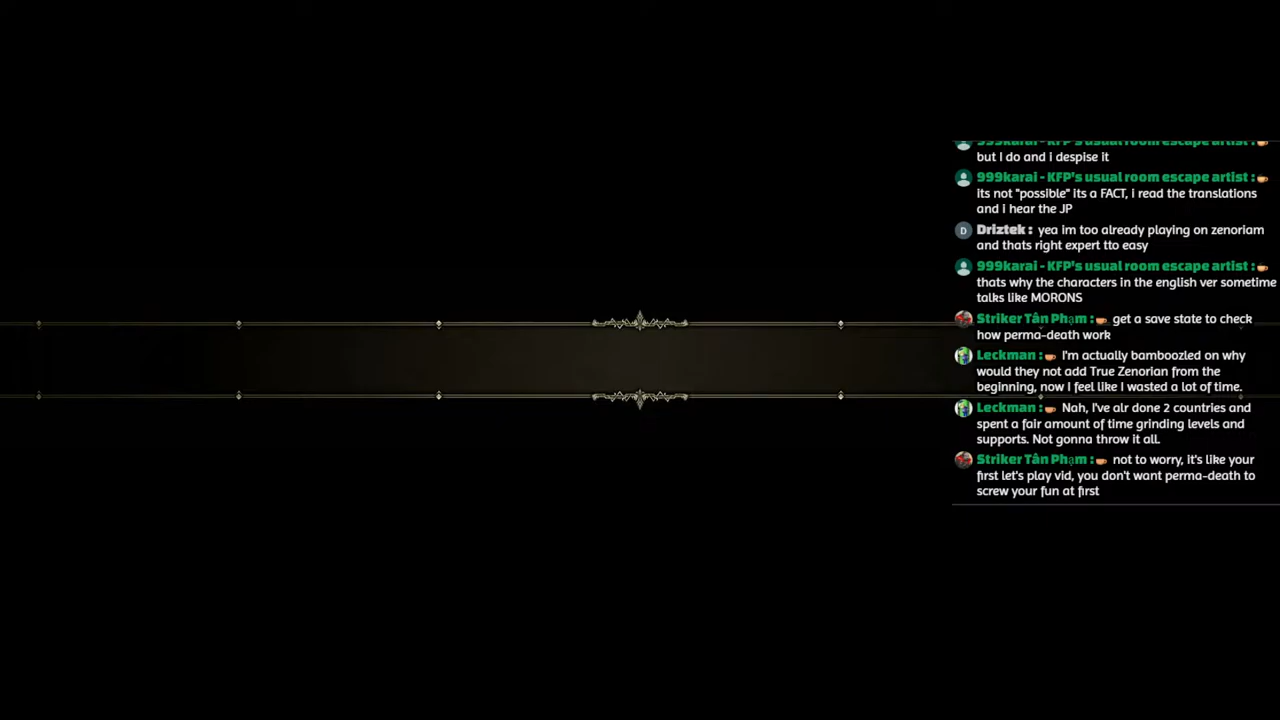 999karai - KFP's usual room escape artist :
but I do and i despise it
999karai - KFP's usual room escape artist :
its not "possible" its a FACT, i read the translations
and i hear the JP
D Driztek : yea im too already playing on zenoriam
and thats right expert tto easy
999karai - KFP's usual room escape artist :
thats why the characters in the english ver sometime
talks like MORONS
Striker Tân Phạm : get a save state to check
how perma-death work
Leckman : I'm actually bamboozled on why
would they not add True Zenorian from the
beginning, now I feel like I wasted a lot of time.
Leckman : Nah, I've alr done 2 countries and
spent a fair amount of time grinding levels and
supports. Not gonna throw it all.
Striker Tân Phạm : not to worry, it's like your
first let's play vid, you don't want perma-death to
screw your fun at first